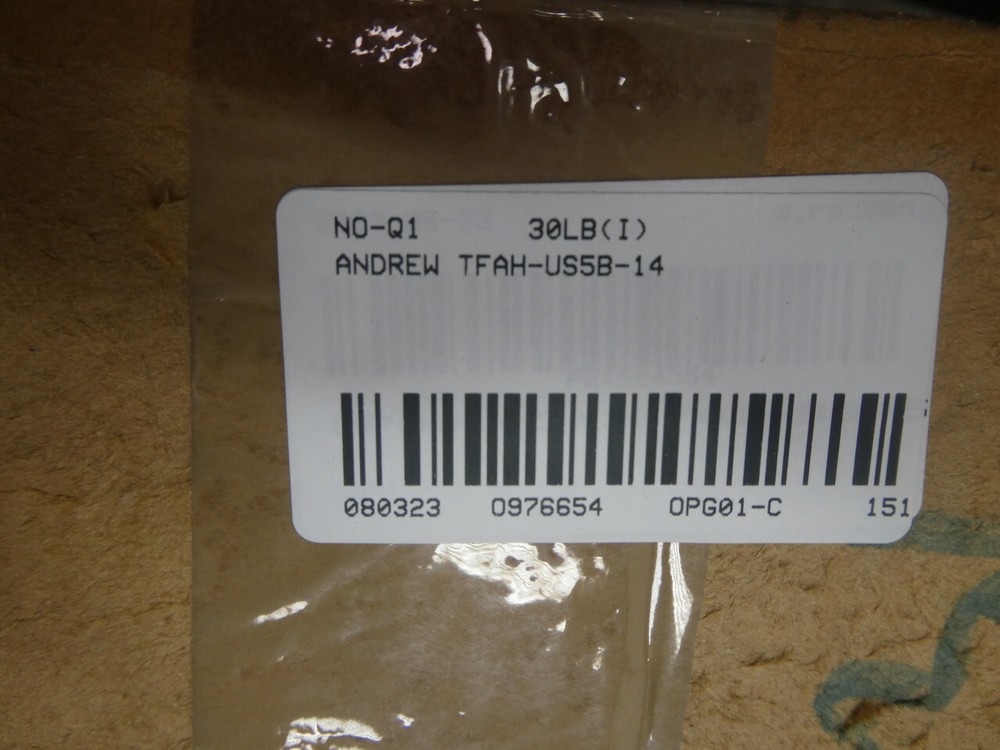 NO-Q1 30LB(I)
ANDREW TFAH-US5B-14
080323 0976654 OPG01-C 151